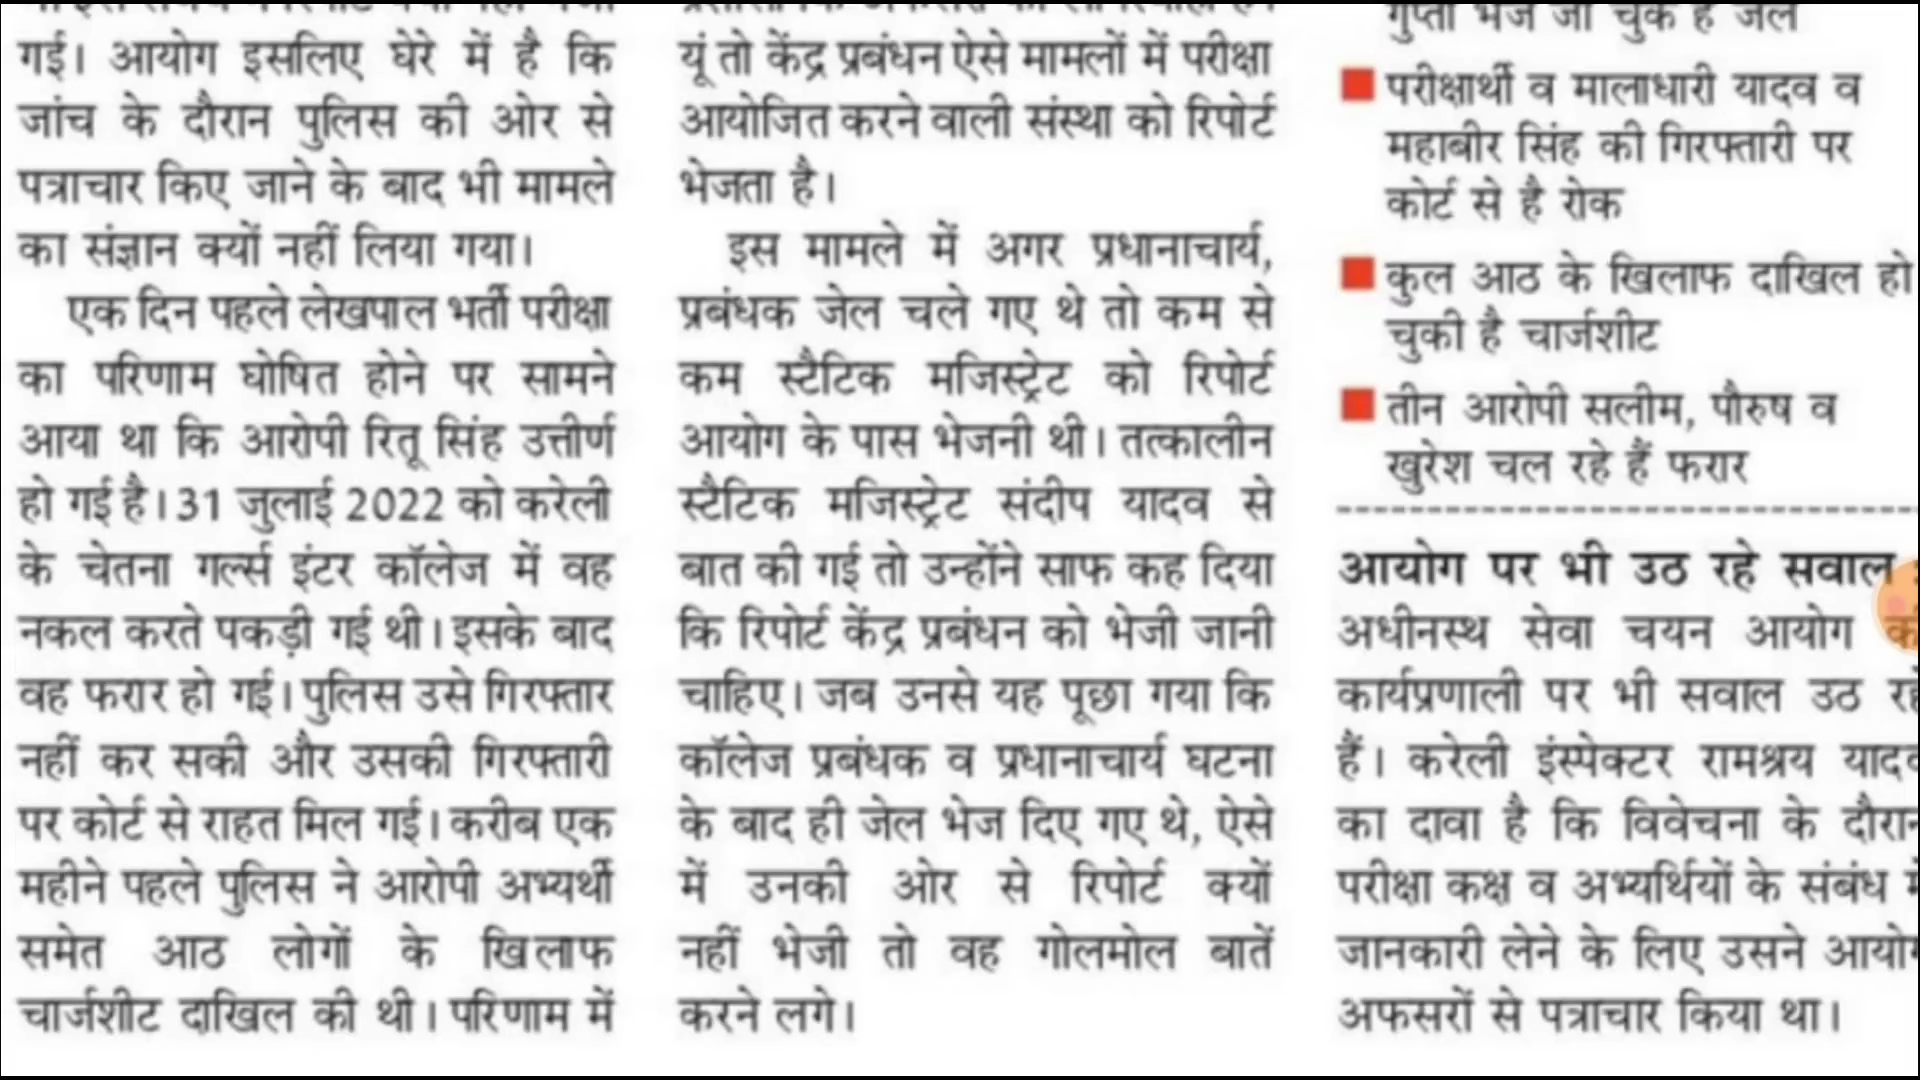 गई। आयोग इसलिए घेरे में है कि
जांच के दौरान पुलिस की ओर से
पत्राचार किए जाने के बाद भी मामले
का संज्ञान क्यों नहीं लिया गया।
एक दिन पहले लेखपाल भर्ती परीक्षा
का परिणाम घोषित होने पर सामने
आया था कि आरोपी रितू सिंह उत्तीर्ण
हो गई है। 31 जुलाई 2022 को करेली
के चेतना गर्ल्स इंटर कॉलेज में वह
नकल करते पकड़ी गई थी। इसके बाद
वह फरार हो गई। पुलिस उसे गिरफ्तार
नहीं कर सकी और उसकी गिरफ्तारी
पर कोर्ट से राहत मिल गई। करीब एक
महीने पहले पुलिस ने आरोपी अभ्यर्थी
समेत आठ लोगों के खिलाफ
चार्जशीट दाखिल की थी। परिणाम में
यूं तो केंद्र प्रबंधन ऐसे मामलों में परीक्षा
आयोजित करने वाली संस्था को रिपोर्ट
भेजता है।
इस मामले में अगर प्रधानाचार्य,
प्रबंधक जेल चले गए थे तो कम से
कम स्टैटिक मजिस्ट्रेट को रिपोर्ट
आयोग के पास भेजनी थी। तत्कालीन
स्टैटिक मजिस्ट्रेट संदीप यादव से
बात की गई तो उन्होंने साफ कह दिया
कि रिपोर्ट केंद्र प्रबंधन को भेजी जानी
चाहिए। जब उनसे यह पूछा गया कि
कॉलेज प्रबंधक व प्रधानाचार्य घटना
के बाद ही जेल भेज दिए गए थे, ऐसे
में उनकी ओर से रिपोर्ट क्यों
नहीं भेजी तो वह गोलमोल बातें
करने लगे।
गुप्ता भेजे जा चुके हैं जेल
परीक्षार्थी व मालाधारी यादव व
महाबीर सिंह की गिरफ्तारी पर
कोर्ट से है रोक
कुल आठ के खिलाफ दाखिल हो
चुकी है चार्जशीट
तीन आरोपी सलीम, पौरुष व
खुरेश चल रहे हैं फरार
आयोग पर भी उठ रहे सवाल
अधीनस्थ सेवा चयन आयोग की
कार्यप्रणाली पर भी सवाल उठ रहे
हैं। करेली इंस्पेक्टर रामश्रय यादव
का दावा है कि विवेचना के दौरान
परीक्षा कक्ष व अभ्यर्थियों के संबंध में
जानकारी लेने के लिए उसने आयोग
अफसरों से पत्राचार किया था।